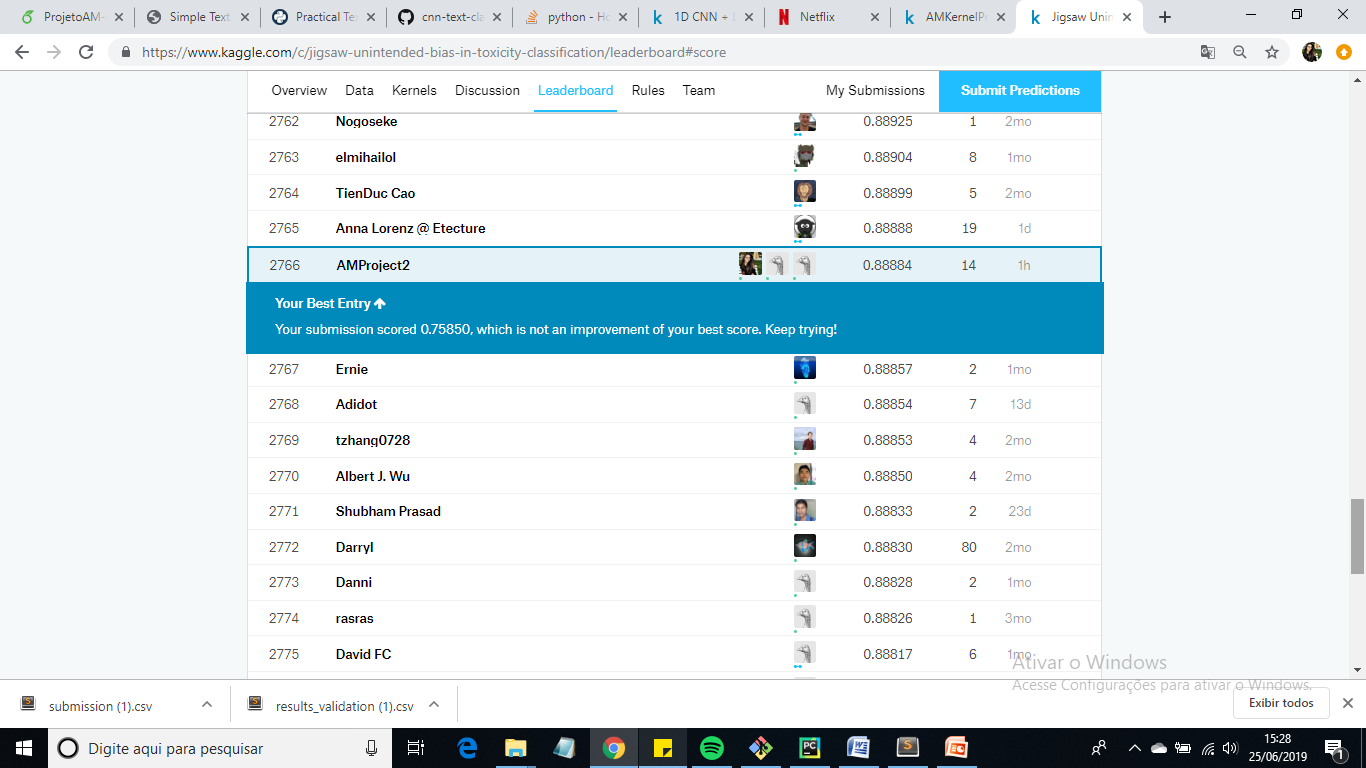 ProjetoAM-
Simple Text
Practical Te
cnn-text-cla
python - Ho
1D CNN +
Netflix
AMKernelPr
Jigsaw Unin
https://www.kaggle.com/c/jigsaw-unintended-bias-in-toxicity-classification/leaderboard#score
Overview Data Kernels Discussion Leaderboard Rules Team My Submissions Submit Predictions
2762 Nogoseke 0.88925 1 2mo
2763 elmihailol 0.88904 8 1mo
2764 TienDuc Cao 0.88899 5 2mo
2765 Anna Lorenz @ Etecture 0.88888 19 1d
2766 AMProject2 0.88884 14 1h
Your Best Entry
Your submission scored 0.75850, which is not an improvement of your best score. Keep trying!
2767 Ernie 0.88857 2 1mo
2768 Adidot 0.88854 7 13d
2769 tzhang0728 0.88853 4 2mo
2770 Albert J. Wu 0.88850 4 2mo
2771 Shubham Prasad 0.88833 2 23d
2772 Darryl 0.88830 80 2mo
2773 Danni 0.88828 2 1mo
2774 rasras 0.88826 1 3mo
2775 David FC 0.88817 6 1mo
Ativar o Windows
Acesse Configurações para ativar o Windows.
submission (1).csv
results_validation (1).csv
Exibir todos
Digite aqui para pesquisar
15:28
25/06/2019